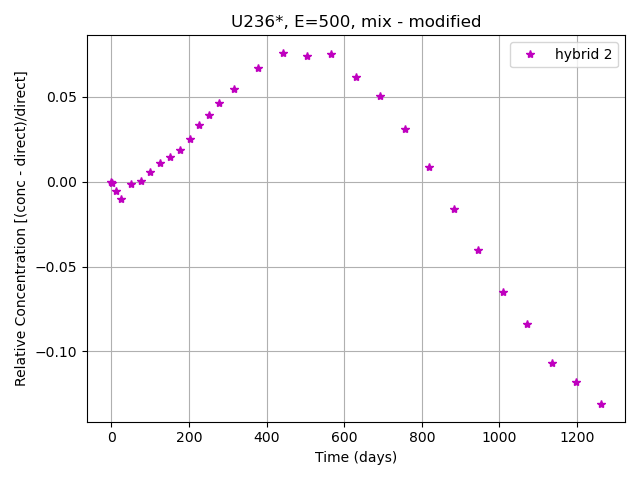 U236*, E=500, mix - modified
hybrid 2
Relative Concentration [(conc - direct)/direct]
0.05
0.00
−0.05
−0.10
0 200 400 600 800 1000 1200
Time (days)